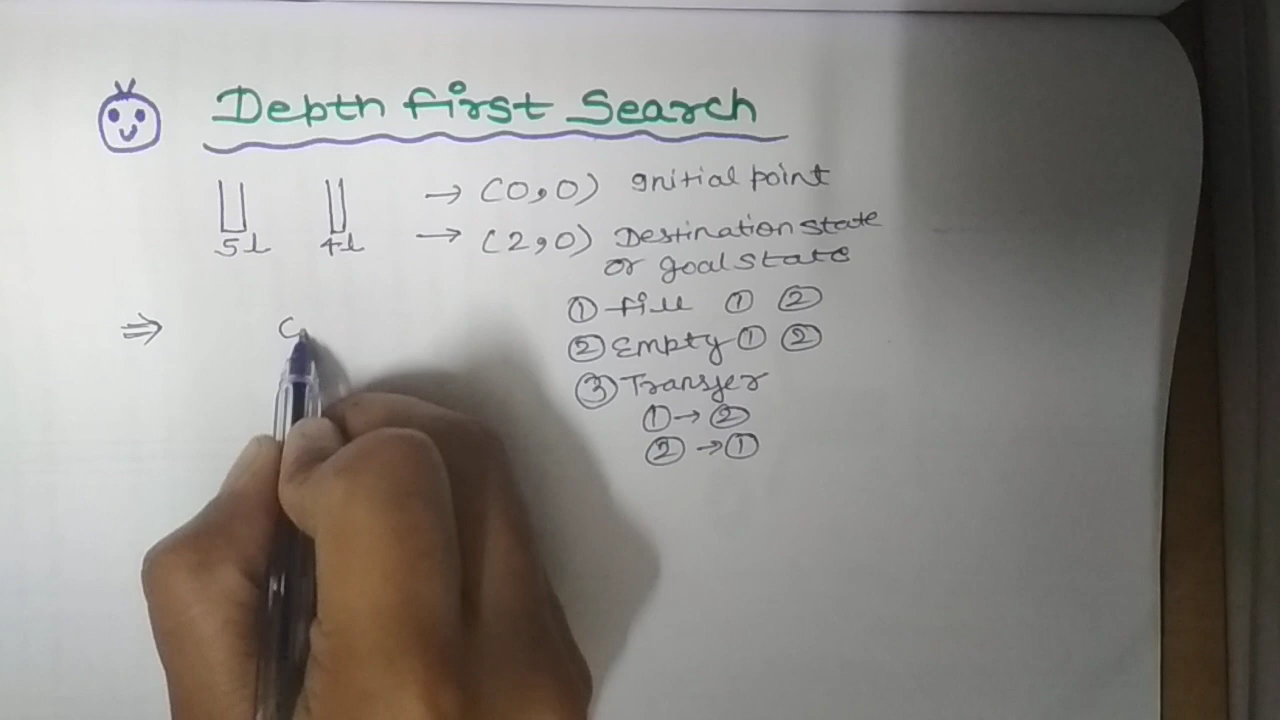 Depth first Search
5l 4l → (0,0) Initial point
→ (2,0) Destination state
or goal state
① fill ① ②
② Empty ① ②
③ Transfer
① → ②
② → ①
⇒ (